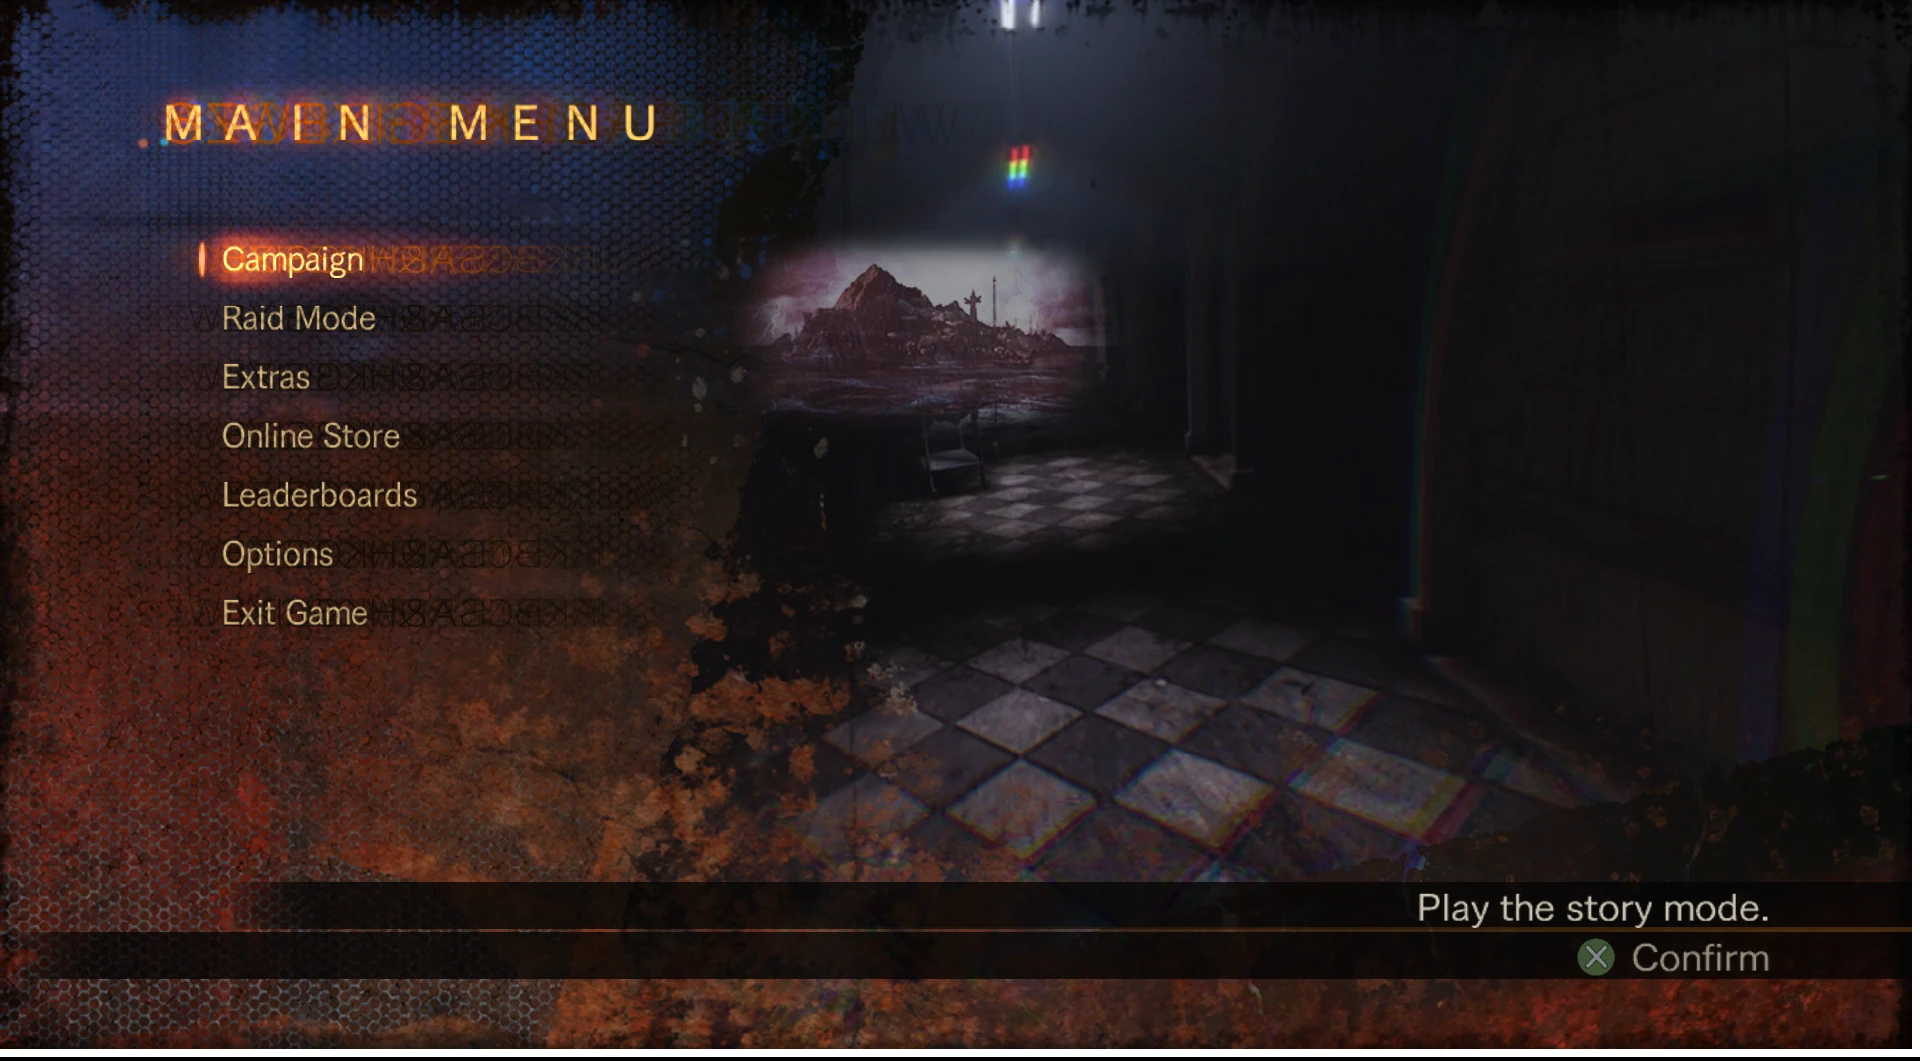 MAIN MENU
Campaign
Raid Mode
Extras
Online Store
Leaderboards
Options
Exit Game
Play the story mode.
Confirm